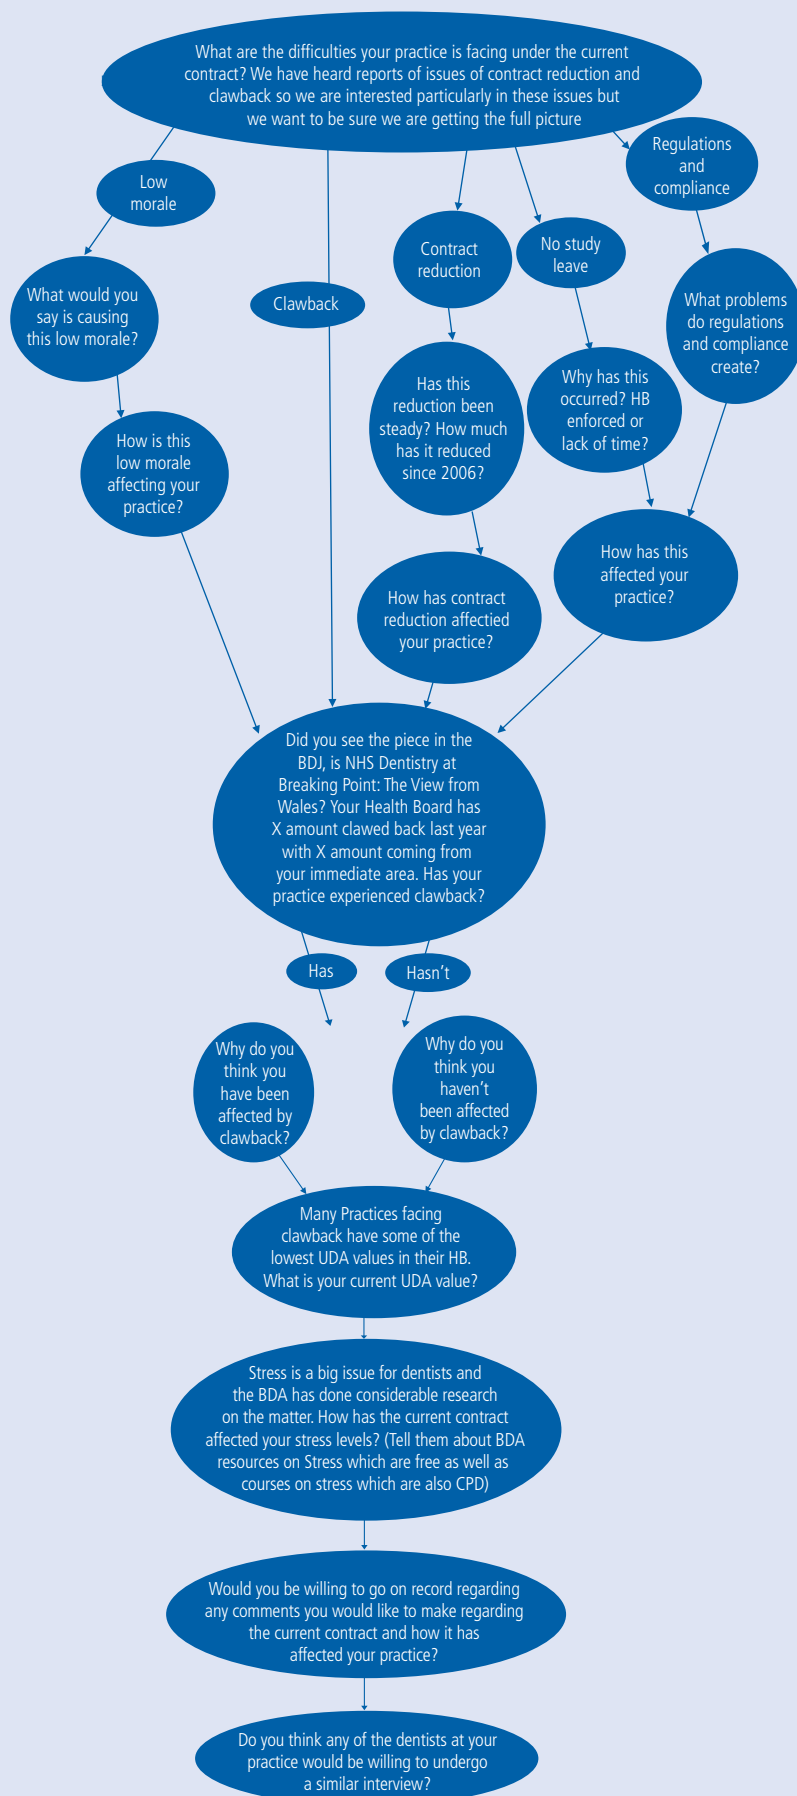 What are the difficulties your practice is facing under the current
contract? We have heard reports of issues of contract reduction and
clawback so we are interested particularly in these issues but
we want to be sure we are getting the full picture
Regulations
and
compliance
Low
morale
Contract
reduction
No study
leave
Clawback
What would you
say is causing
this low morale?
What problems
do regulations
and compliance
create?
Has this
reduction been
steady? How much
has it reduced
since 2006?
Why has this
occurred? HB
enforced or
lack of time?
How is this
low morale
affecting your
practice?
How has this
affected your
practice?
How has contract
reduction affectied
your practice?
Did you see the piece in the
BDJ, is NHS Dentistry at
Breaking Point: The View from
Wales? Your Health Board has
X amount clawed back last year
with X amount coming from
your immediate area. Has your
practice experienced clawback?
Has
Hasn't
Why do you
think you
have been
affected by
clawback?
Why do you
think you
haven't
been affected
by clawback?
Many Practices facing
clawback have some of the
lowest UDA values in their HB.
What is your current UDA value?
Stress is a big issue for dentists and
the BDA has done considerable research
on the matter. How has the current contract
affected your stress levels? (Tell them about BDA
resources on Stress which are free as well as
courses on stress which are also CPD)
Would you be willing to go on record regarding
any comments you would like to make regarding
the current contract and how it has
affected your practice?
Do you think any of the dentists at your
practice would be willing to undergo
a similar interview?